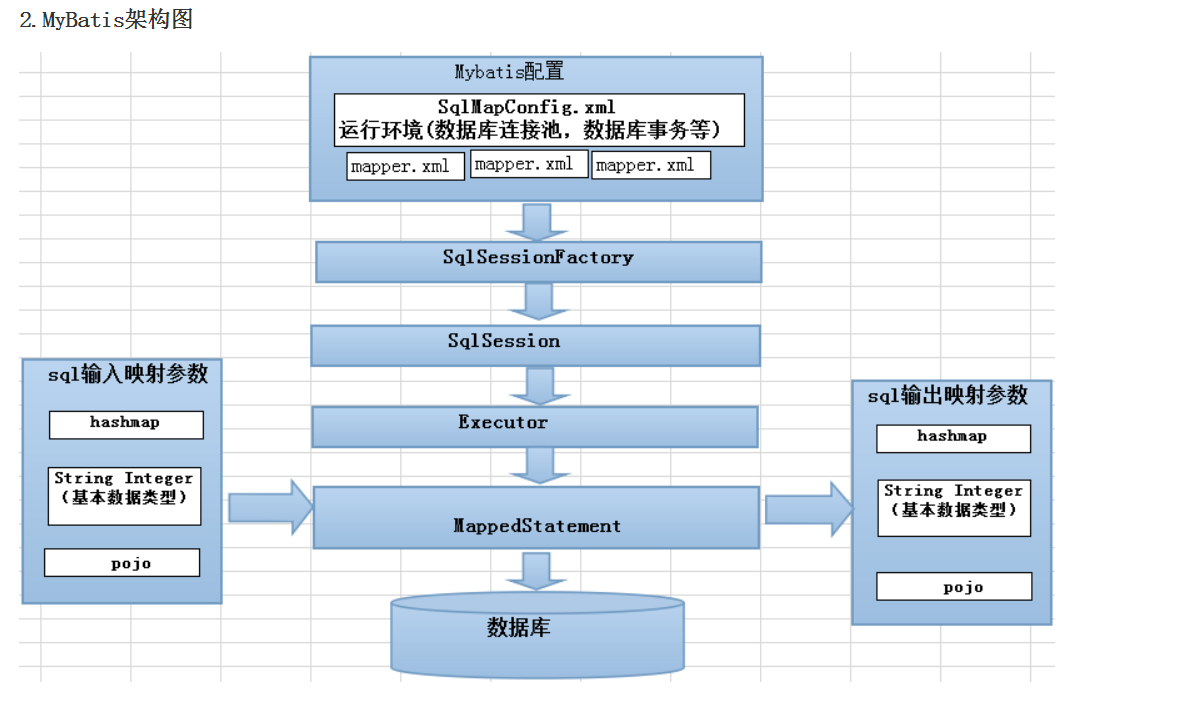 2.MyBatis架构图
Mybatis配置
SqlMapConfig.xml
运行环境(数据库连接池，数据库事务等)
mapper.xml
mapper.xml
mapper.xml
SqlSessionFactory
SqlSession
sql输入映射参数
hashmap
String Integer
(基本数据类型)
pojo
Executor
MappedStatement
sql输出映射参数
hashmap
String Integer
(基本数据类型)
pojo
数据库